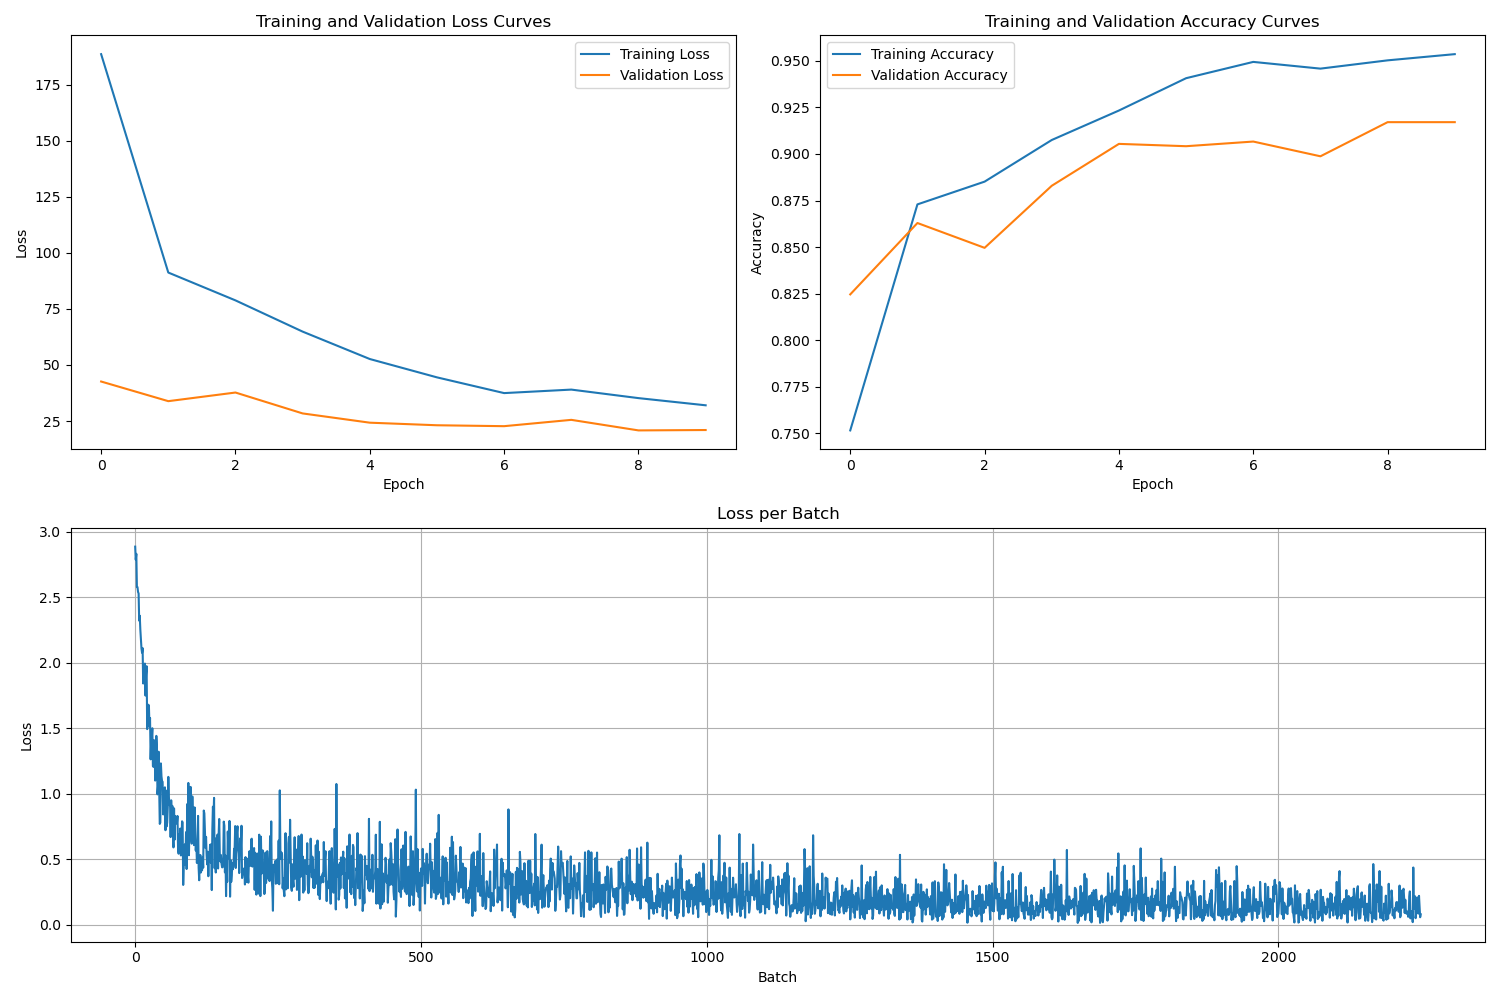 Training and Validation Loss Curves
Training Loss
Validation Loss
175
150
125
100
75
50
25
Loss
0 2 4 6 8
Epoch
Training and Validation Accuracy Curves
Training Accuracy
Validation Accuracy
0.950
0.925
0.900
0.875
0.850
0.825
0.800
0.775
0.750
Accuracy
0 2 4 6 8
Epoch
Loss per Batch
3.0
2.5
2.0
1.5
1.0
0.5
0.0
Loss
0 500 1000 1500 2000
Batch